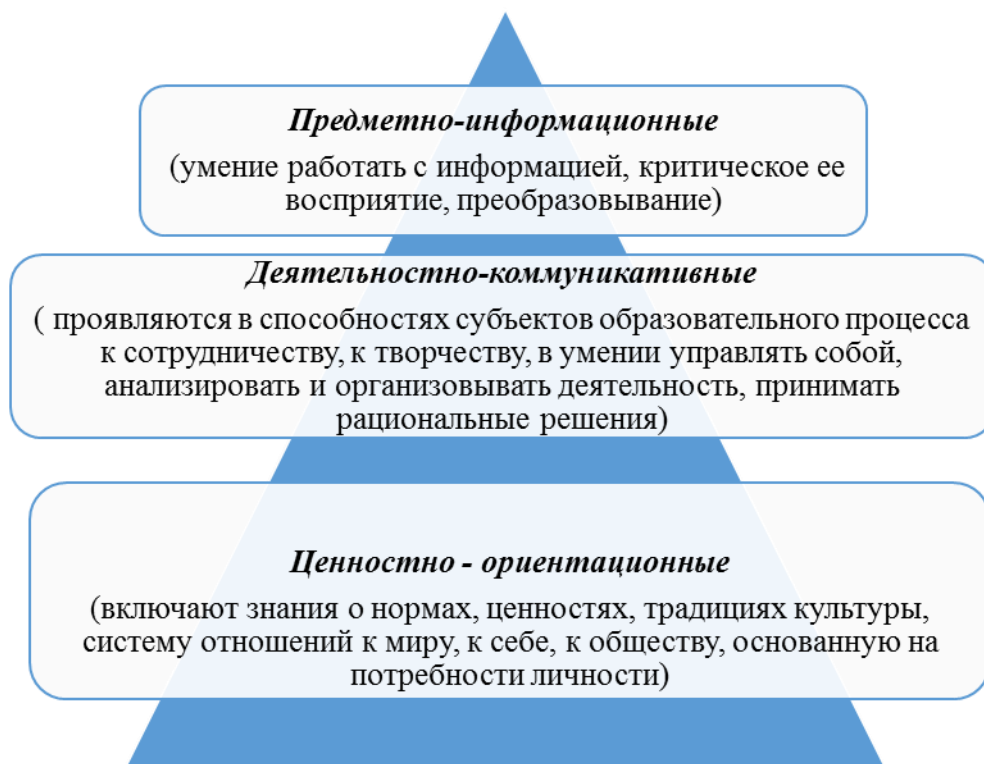 Предметно-информационные
(умение работать с информацией, критическое ее
восприятие, преобразовывание)
Деятельностно-коммуникативные
( проявляются в способностях субъектов образовательного процесса
к сотрудничеству, к творчеству, в умении управлять собой,
анализировать и организовывать деятельность, принимать
рациональные решения)
Ценностно - ориентационные
(включают знания о нормах, ценностях, традициях культуры,
систему отношений к миру, к себе, к обществу, основанную на
потребности личности)